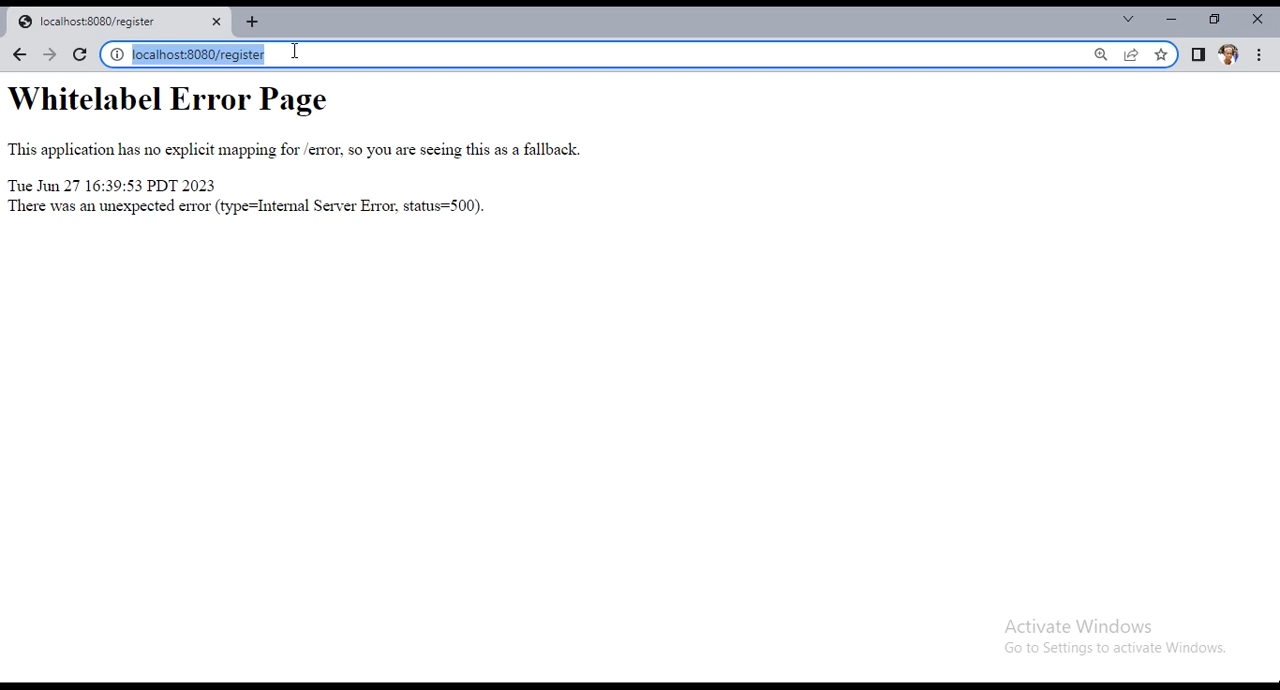 localhost:8080/register
localhost:8080/register
Whitelabel Error Page
This application has no explicit mapping for /error, so you are seeing this as a fallback.
Tue Jun 27 16:39:53 PDT 2023
There was an unexpected error (type=Internal Server Error, status=500).
Activate Windows
Go to Settings to activate Windows.